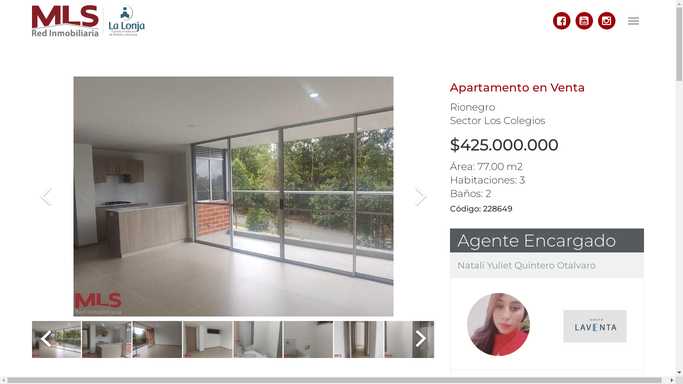 MLS
Red Inmobiliaria
La Lonja
Apartamento en Venta
Rionegro
Sector Los Colegios
$425.000.000
Área: 77.00 m2
Habitaciones: 3
Baños: 2
Código: 228649
Agente Encargado
Natali Yuliet Quintero Otalvaro
MLS
Red Inmobiliaria
GRUPO
LAVENTA